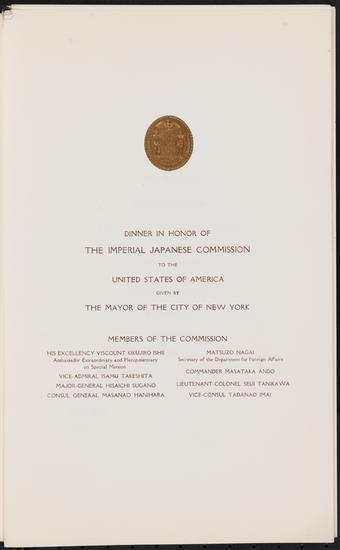 DINNER IN HONOR OF
THE IMPERIAL JAPANESE COMMISSION
TO THE
UNITED STATES OF AMERICA
GIVEN BY
THE MAYOR OF THE CITY OF NEW YORK
MEMBERS OF THE COMMISSION
HIS EXCELLENCY VISCOUNT KIKUJIRO ISHII
Ambassador Extraordinary and Plenipotentiary
on Special Mission
VICE-ADMIRAL ISAMU TAKESHITA
MAJOR-GENERAL HISAICHI SUGANO
CONSUL GENERAL MASANAO HANIHARA
MATSUZO NAGAI
Secretary of the Department for Foreign Affairs
COMMANDER MASATAKA ANDO
LIEUTENANT-COLONEL SEIJI TANIKAWA
VICE-CONSUL TADANAO IMAI